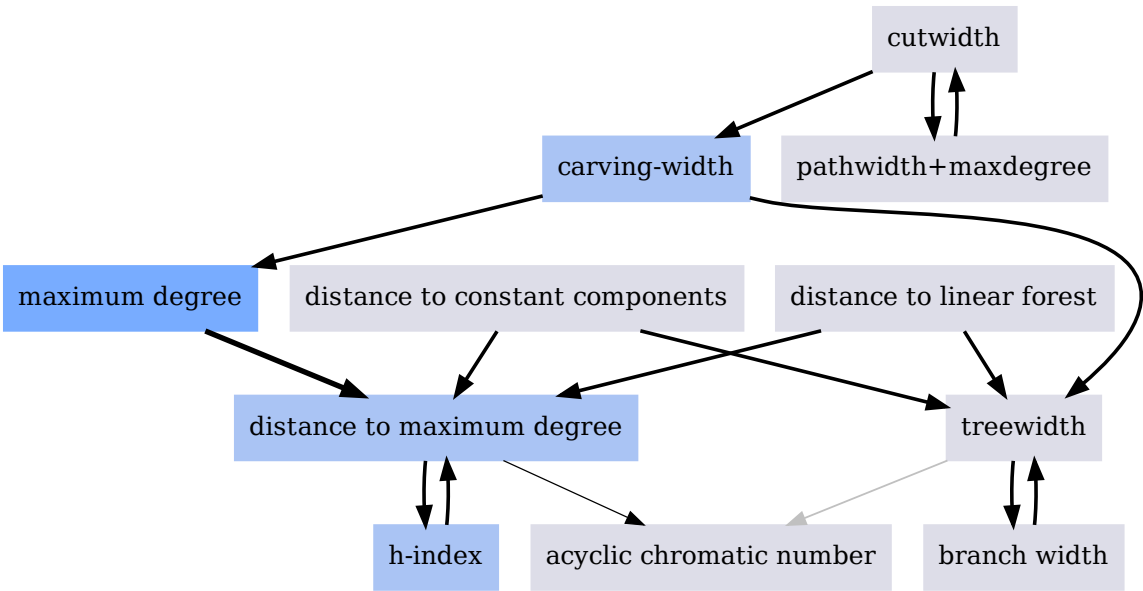 cutwidth
carving-width
pathwidth+maxdegree
maximum degree
distance to constant components
distance to linear forest
distance to maximum degree
treewidth
h-index
acyclic chromatic number
branch width